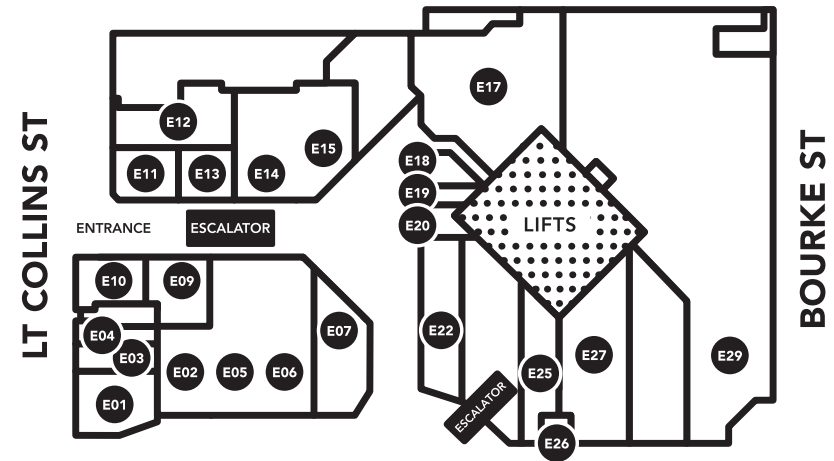 E17
E12
E15
E18
E11
E13
E14
E19
E20
LIFTS
ENTRANCE
ESCALATOR
LT COLLINS ST
BOURKE ST
E10
E09
E04
E03
E07
E22
E02
E05
E06
E01
E27
E29
E25
ESCALATOR
E26